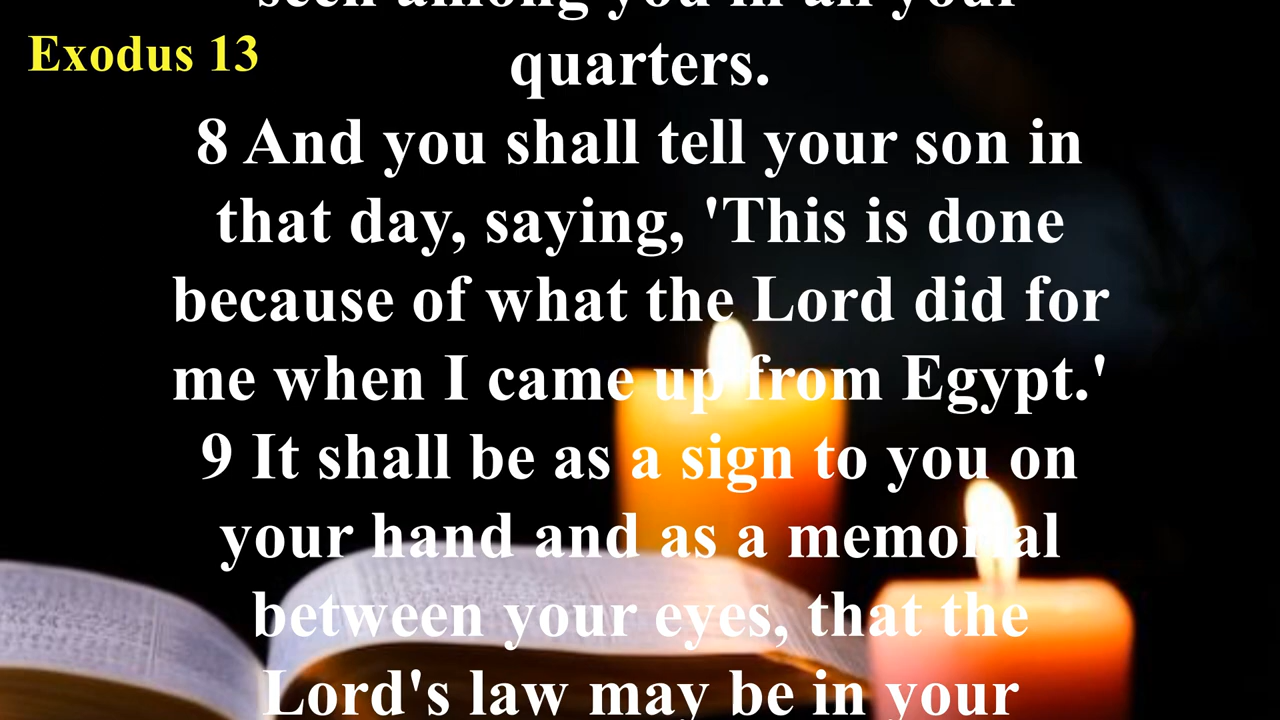 seen among you in all your
Exodus 13
quarters.
8 And you shall tell your son in
that day, saying, 'This is done
because of what the Lord did for
me when I came up from Egypt.'
9 It shall be as a sign to you on
your hand and as a memorial
between your eyes, that the
Lord's law may be in your